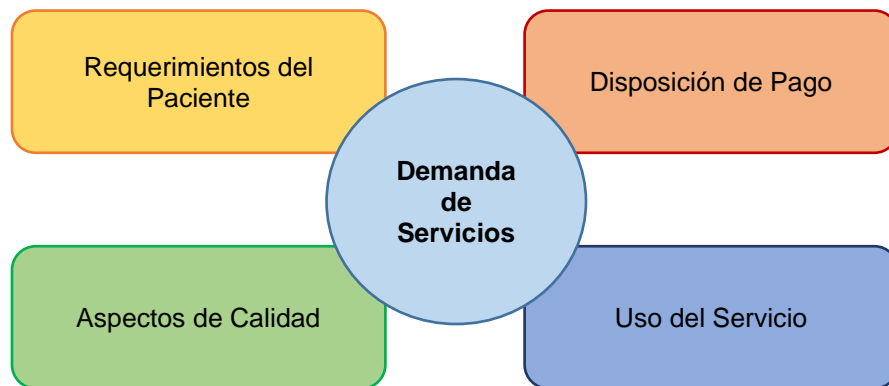 Requerimientos del
Paciente
Disposición de Pago
Demanda
de
Servicios
Aspectos de Calidad
Uso del Servicio